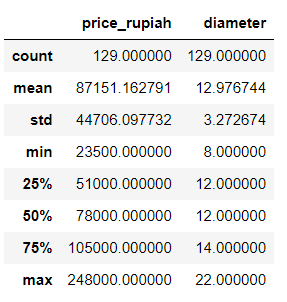 price_rupiah diameter
count 129.000000 129.000000
mean 87151.162791 12.976744
std 44706.097732 3.272674
min 23500.000000 8.000000
25% 51000.000000 12.000000
50% 78000.000000 12.000000
75% 105000.000000 14.000000
max 248000.000000 22.000000